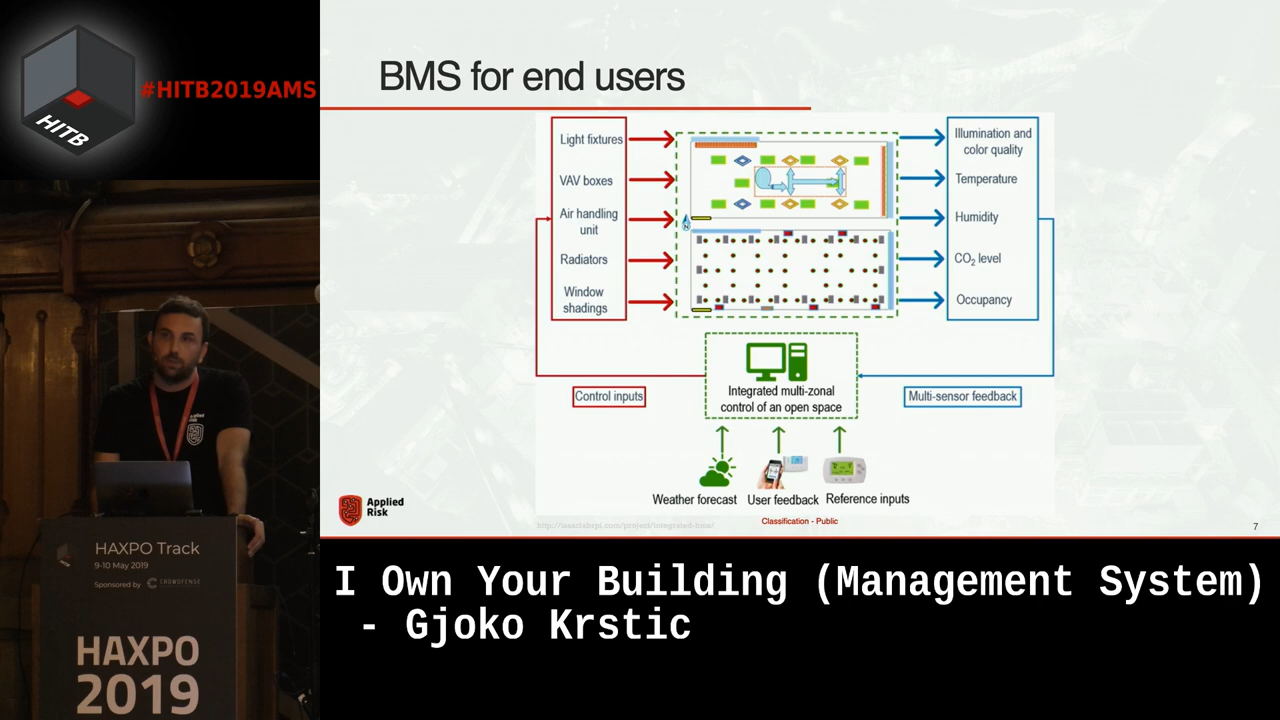 HITB
#HITB2019AMS
BMS for end users
Light fixtures
VAV boxes
Air handling
unit
Radiators
Window
shadings
Illumination and
color quality
Temperature
Humidity
CO₂ level
Occupancy
Control inputs
Integrated multi-zonal
control of an open space
Multi-sensor feedback
Weather forecast
User feedback
Reference inputs
Applied
Risk
Classification - Public
7
HAXPO Track
9-10 May 2019
Sponsored by CROWDFENSE
HAXPO
2019
I Own Your Building (Management System)
- Gjoko Krstic